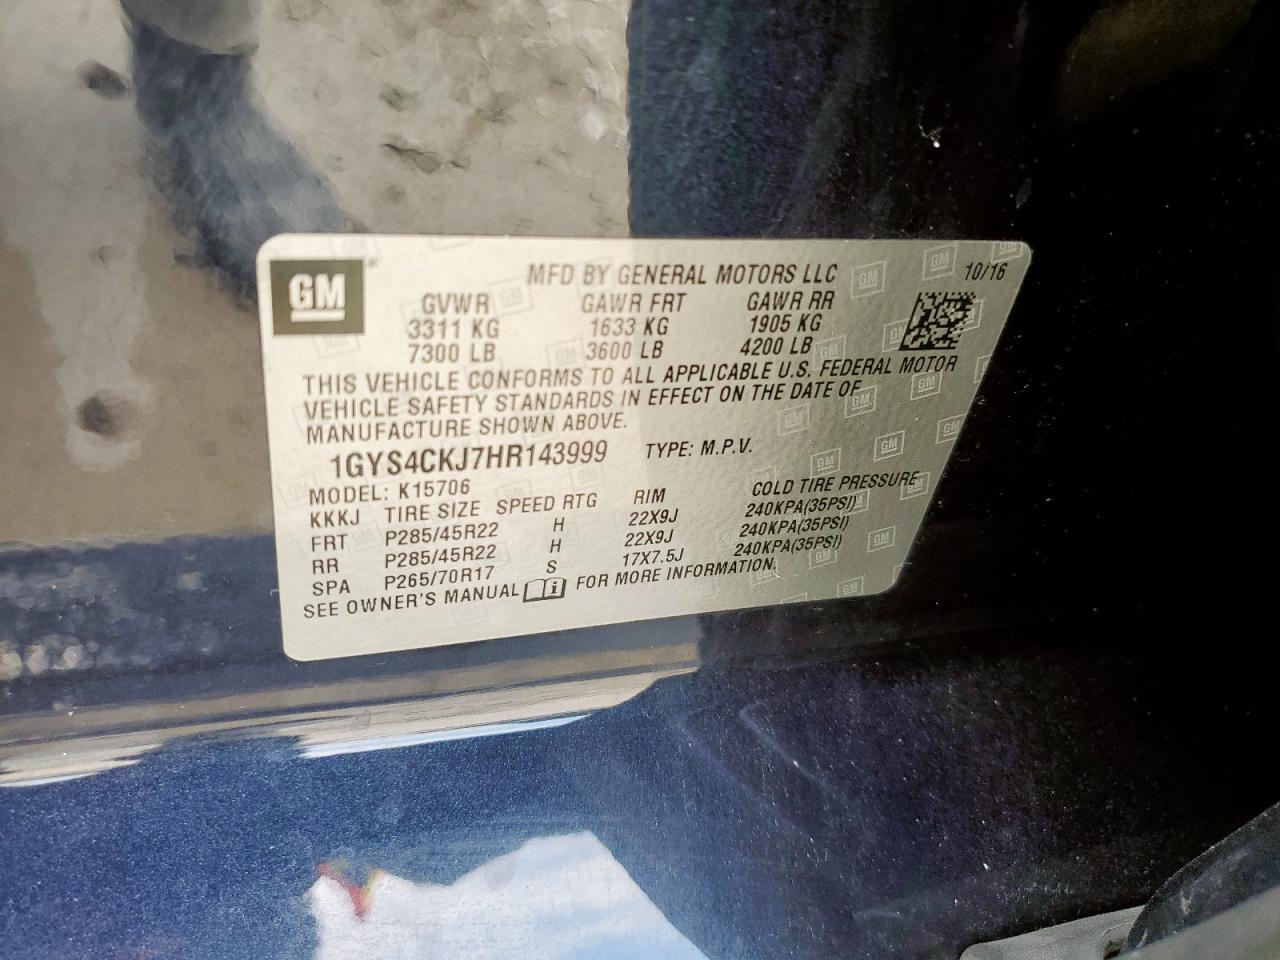 GM
MFD BY GENERAL MOTORS LLC 10/16
GVWR GAWR FRT GAWR RR
3311 KG 1633 KG 1905 KG
7300 LB 3600 LB 4200 LB
THIS VEHICLE CONFORMS TO ALL APPLICABLE U.S. FEDERAL MOTOR
VEHICLE SAFETY STANDARDS IN EFFECT ON THE DATE OF
MANUFACTURE SHOWN ABOVE.
1GYS4CKJ7HR143999 TYPE: M.P.V.
MODEL: K15706
KKKJ TIRE SIZE SPEED RTG RIM COLD TIRE PRESSURE
FRT P285/45R22 H 22X9J 240KPA(35PSI)
RR P285/45R22 H 22X9J 240KPA(35PSI)
SPA P265/70R17 S 17X7.5J 240KPA(35PSI)
SEE OWNER'S MANUAL FOR MORE INFORMATION.